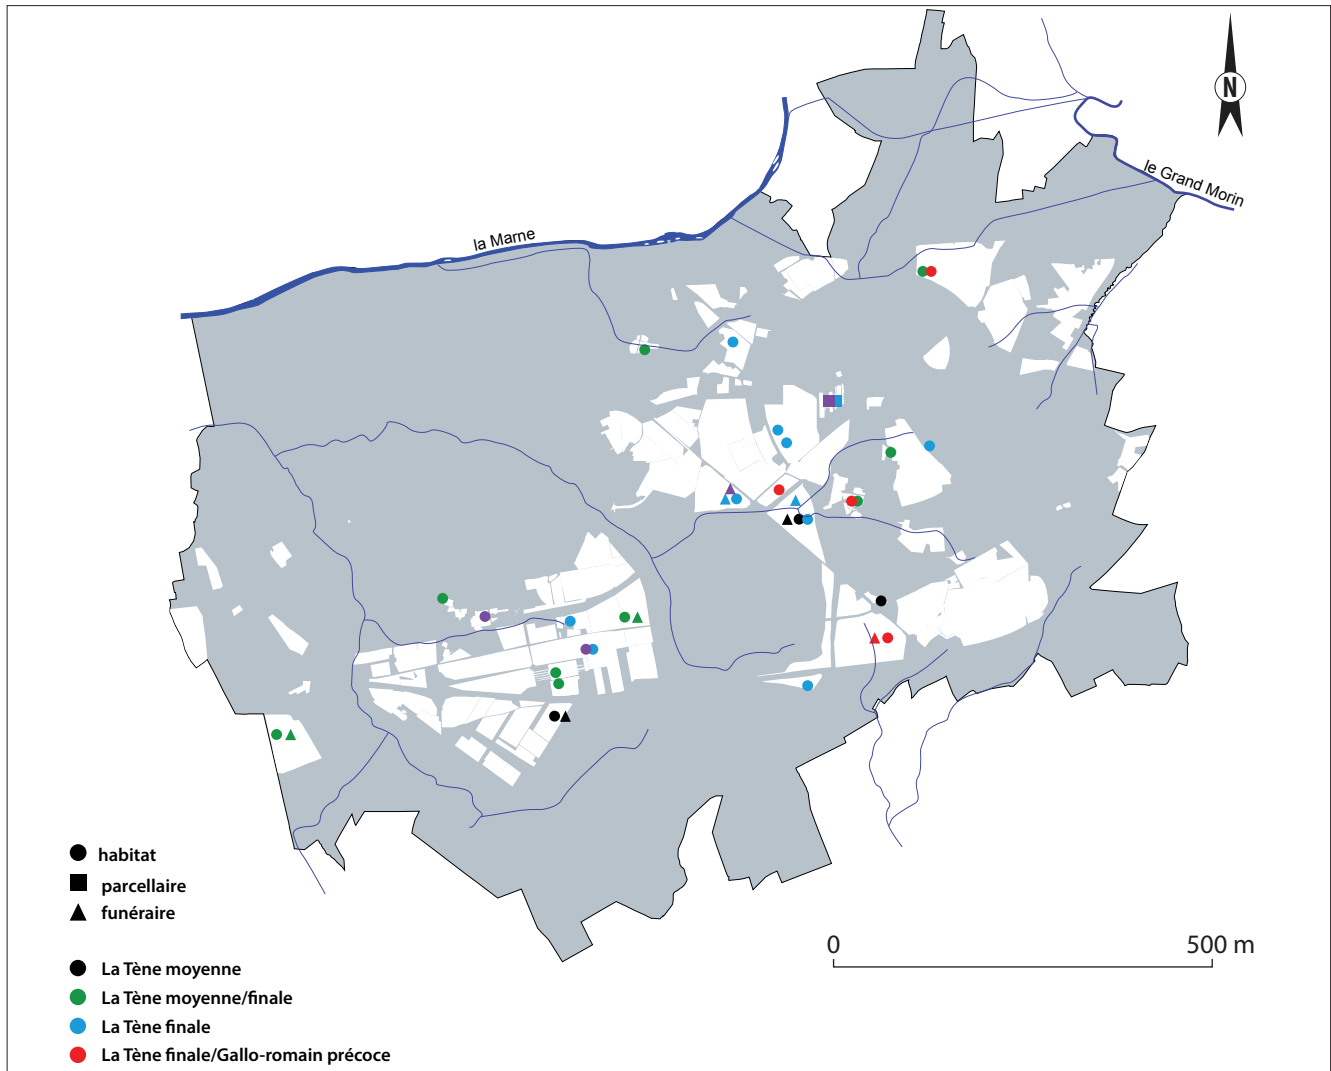 N
le Grand Morin
la Marne
habitat
parcellaire
funéraire
0 500 m
La Tène moyenne
La Tène moyenne/finale
La Tène finale
La Tène finale/Gallo-romain précoce